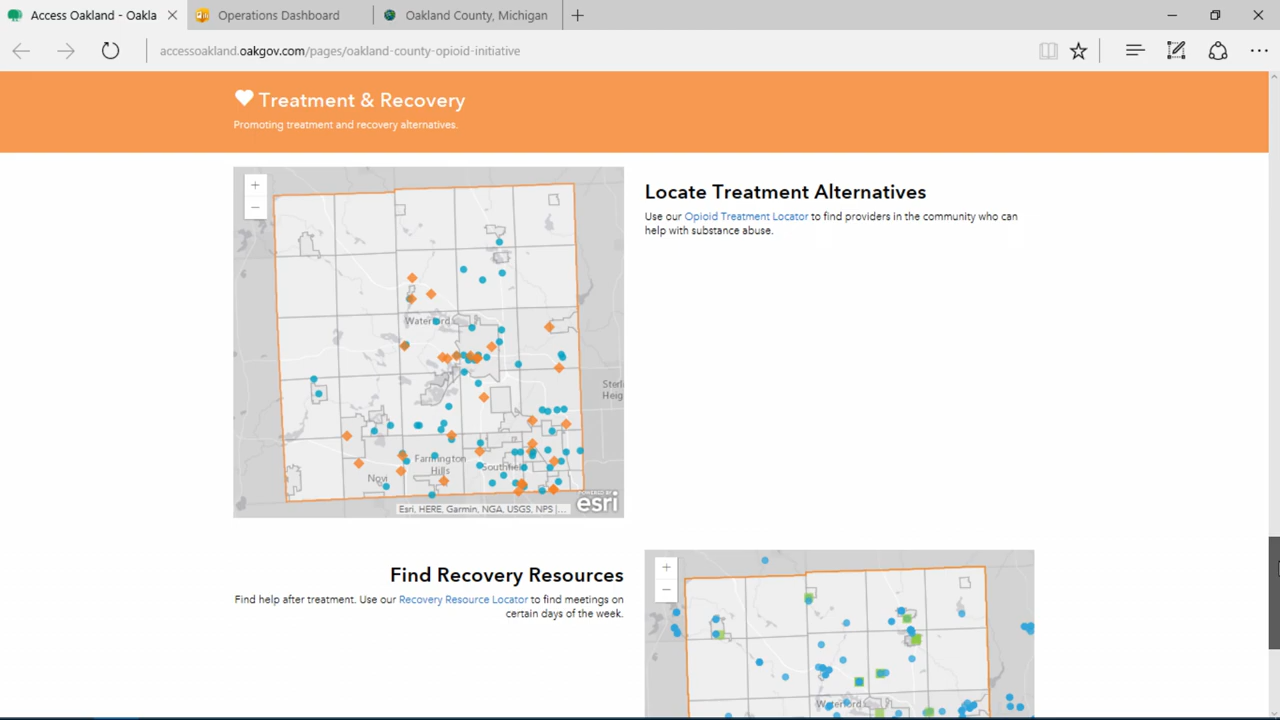 Access Oakland - Oakla
Operations Dashboard
Oakland County, Michigan
accessoakland.oakgov.com/pages/oakland-county-opioid-initiative
Treatment & Recovery
Promoting treatment and recovery alternatives.
+
−
Waterford
Sterli
Heig
Farmington
Hills
Southfield
Novi
POWERED BY
esri
Esri, HERE, Garmin, NGA, USGS, NPS |...
Locate Treatment Alternatives
Use our Opioid Treatment Locator to find providers in the community who can
help with substance abuse.
Find Recovery Resources
Find help after treatment. Use our Recovery Resource Locator to find meetings on
certain days of the week.
+
−
Waterford